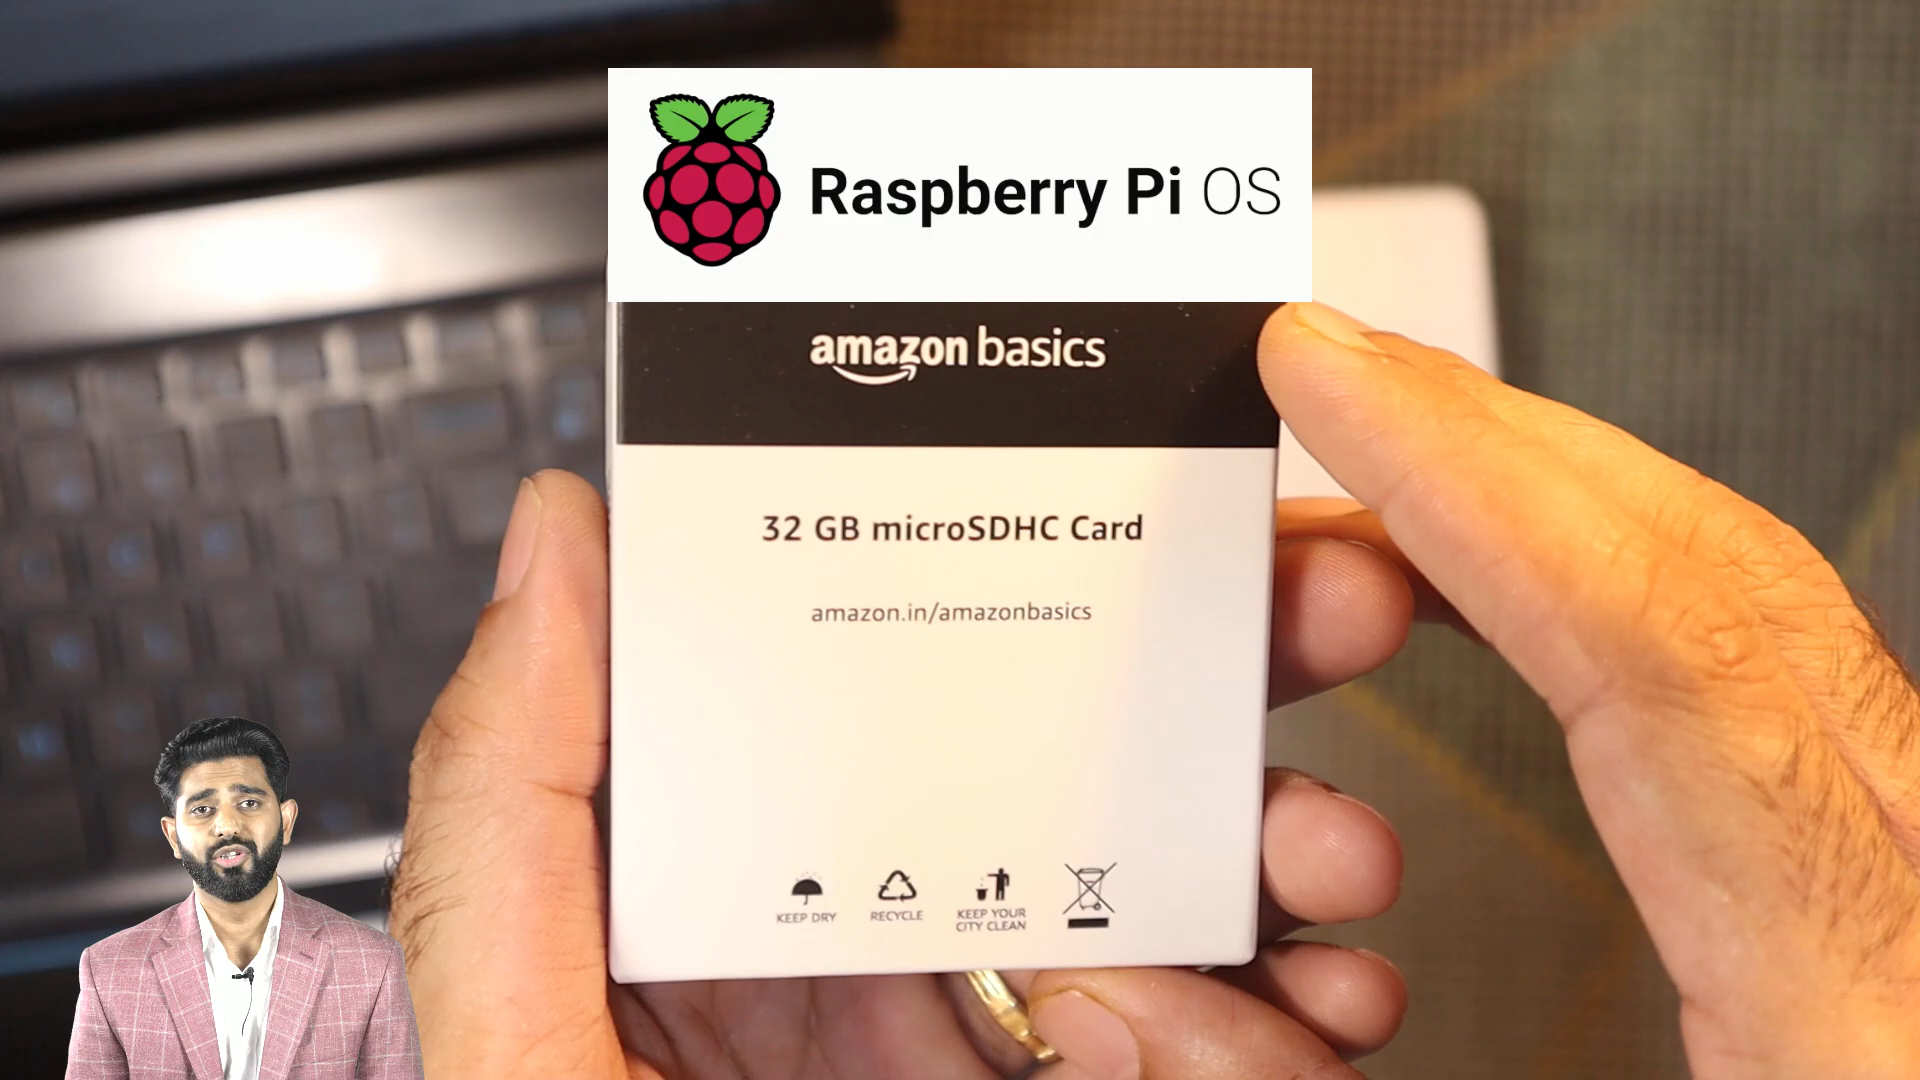 Raspberry Pi OS
amazon basics
32 GB microSDHC Card
amazon.in/amazonbasics
KEEP DRY
RECYCLE
KEEP YOUR
CITY CLEAN